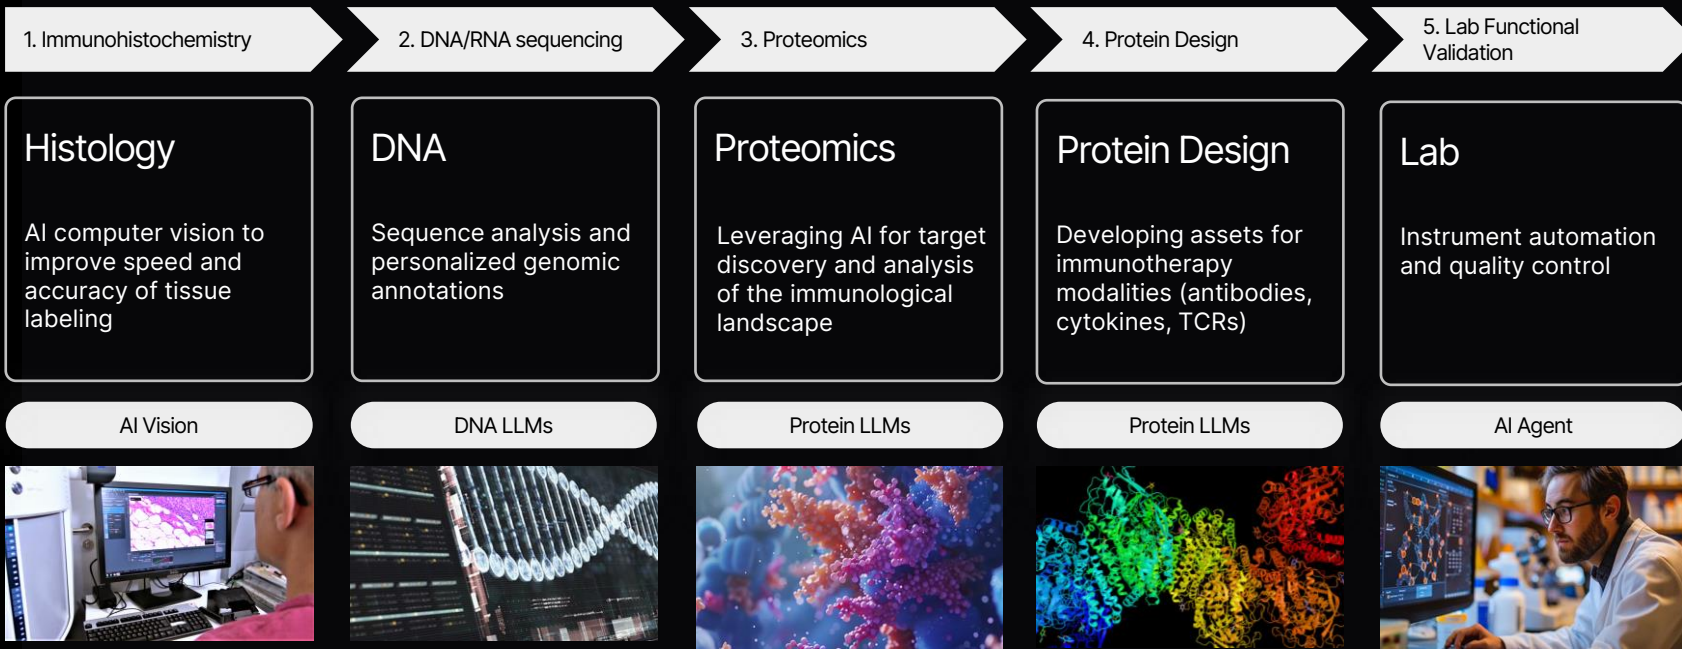 1. Immunohistochemistry
2. DNA/RNA sequencing
3. Proteomics
4. Protein Design
5. Lab Functional
Validation
Histology
AI computer vision to
improve speed and
accuracy of tissue
labeling
AI Vision
DNA
Sequence analysis and
personalized genomic
annotations
DNA LLMs
Proteomics
Leveraging AI for target
discovery and analysis
of the immunological
landscape
Protein LLMs
Protein Design
Developing assets for
immunotherapy
modalities (antibodies,
cytokines, TCRs)
Protein LLMs
Lab
Instrument automation
and quality control
AI Agent